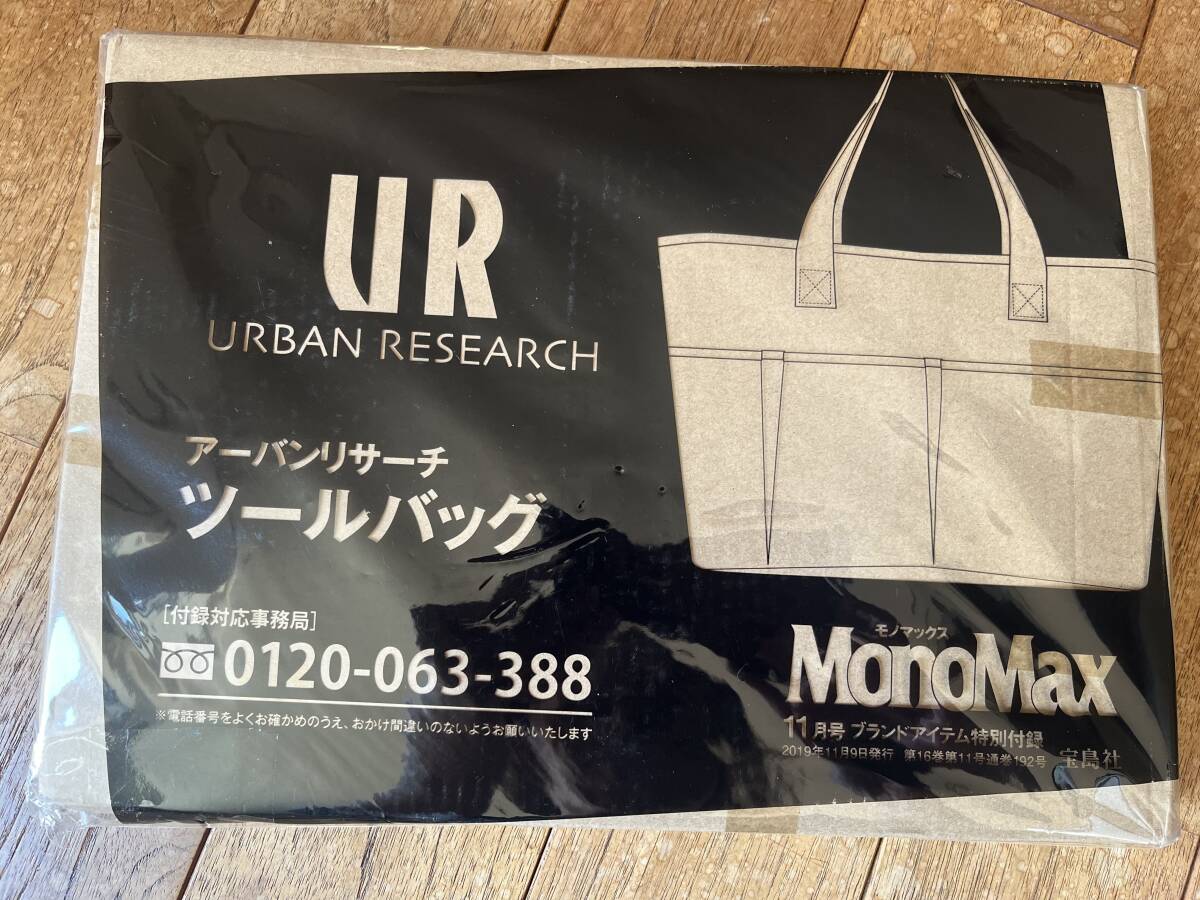 UR
URBAN RESEARCH
アーバンリサーチ
ツールバッグ
[付録対応事務局]
0120-063-388
※電話番号をよくお確かめのうえ、おかけ間違いのないようお願いいたします
モノマックス
MonoMax
11月号 ブランドアイテム特別付録
2019年11月9日発行 第16巻第11号通巻192号 宝島社